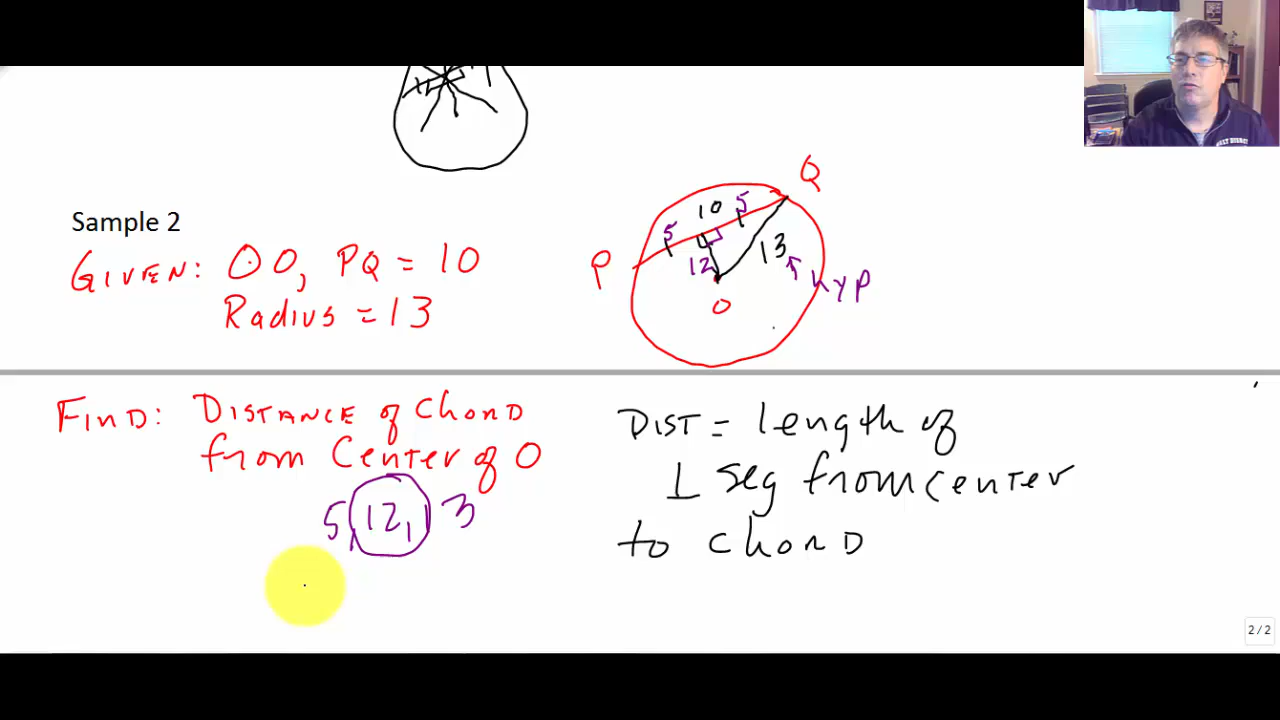 Sample 2
GIVEN: ⊙O, PQ = 10
Radius = 13
Q
10
5
5
P
12
13
hyp
O
FIND: DISTANCE of ChorD
from Center of O
5, 12, 13
DIST = length of
⊥ seg from center
to chord
2 / 2